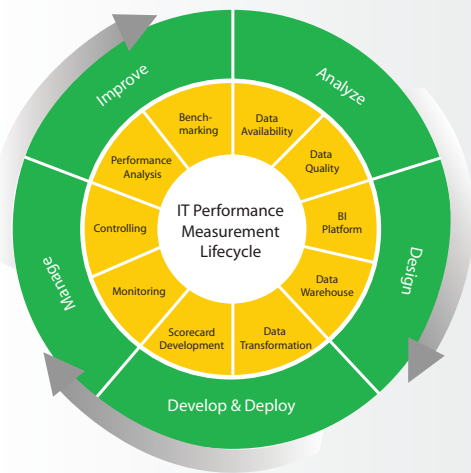 Improve
Analyze
Design
Develop & Deploy
Manage
Bench-
marking
Data
Availability
Data
Quality
BI
Platform
Data
Warehouse
Data
Transformation
Scorecard
Development
Monitoring
Controlling
Performance
Analysis
IT Performance
Measurement
Lifecycle